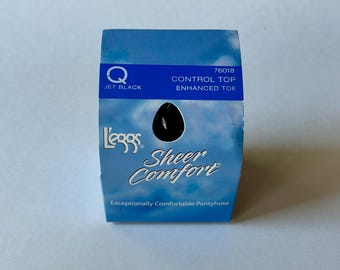 Q
JET BLACK
76018
CONTROL TOP
ENHANCED TOE
L'eggs®
Sheer
Comfort®
Exceptionally Comfortable Pantyhose